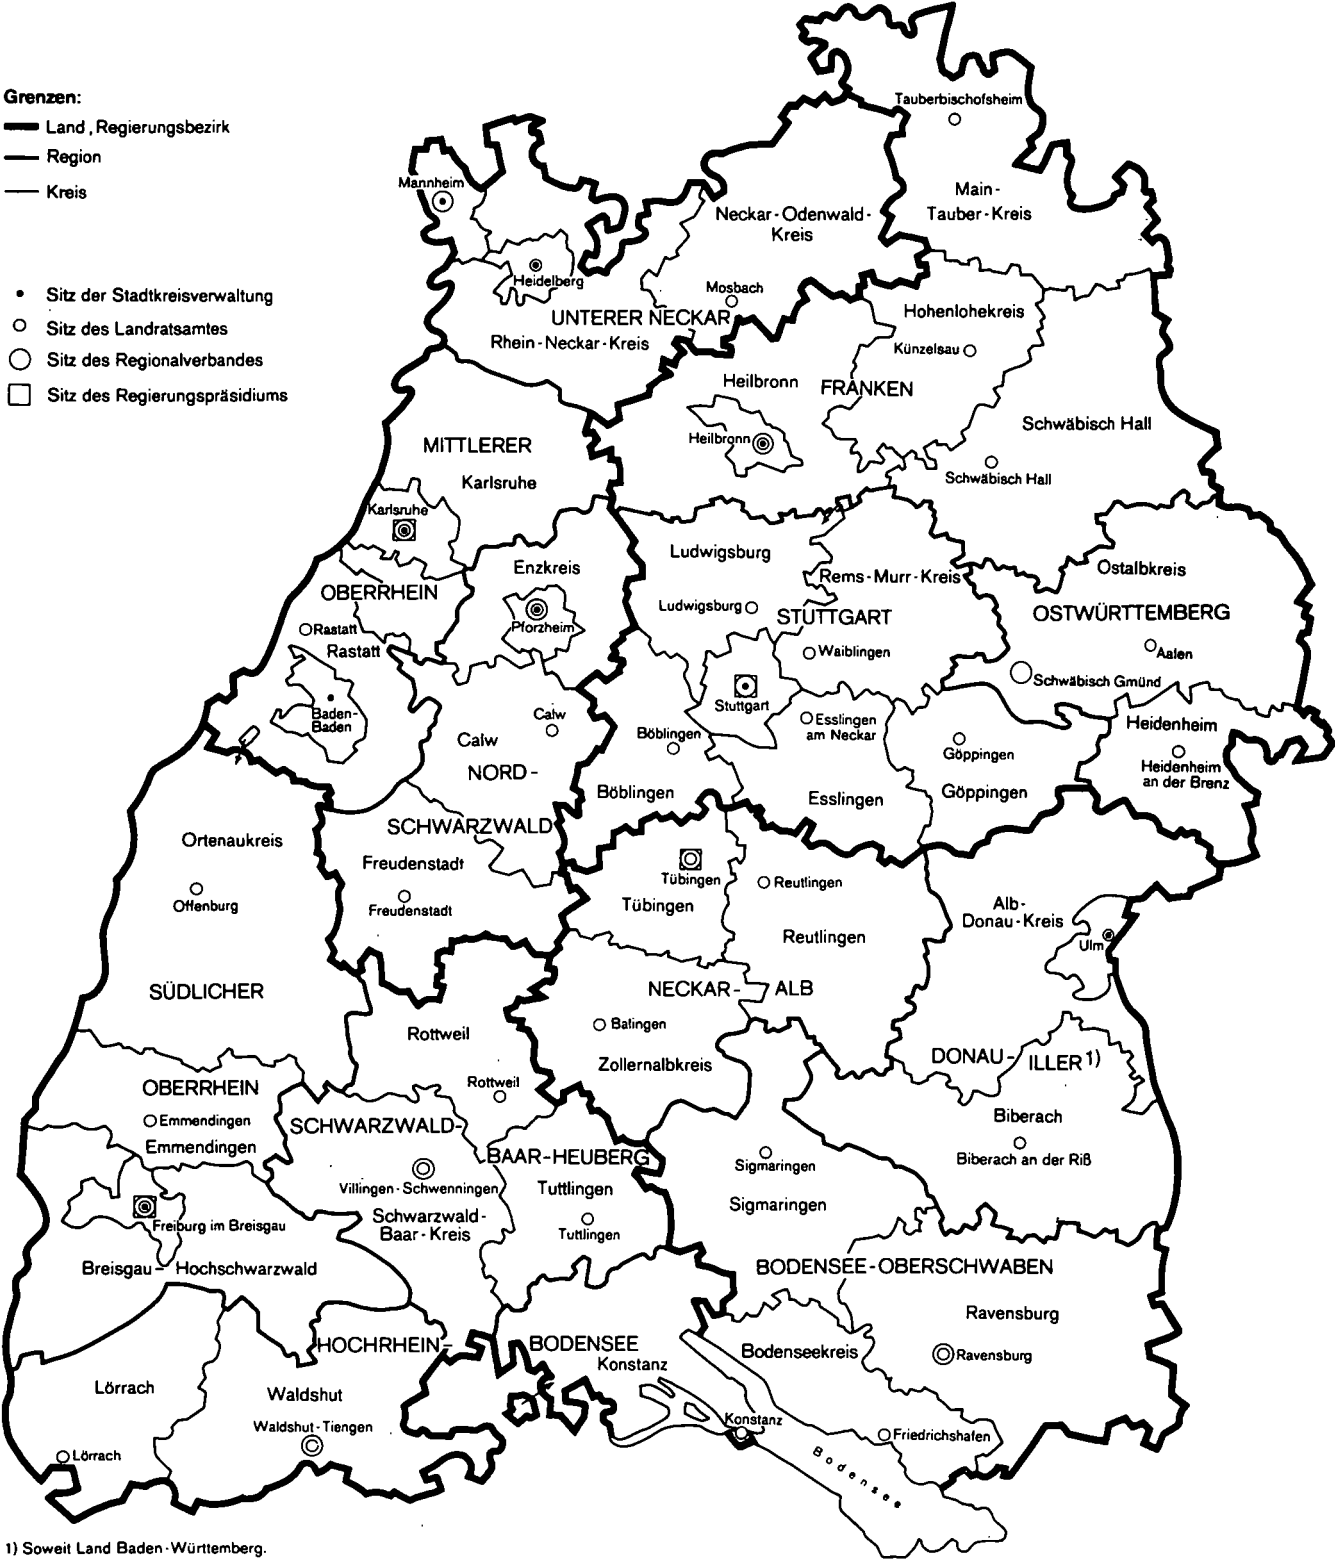 Grenzen:
Land, Regierungsbezirk
Region
Kreis
Sitz der Stadtkreisverwaltung
Sitz des Landratsamtes
Sitz des Regionalverbandes
Sitz des Regierungspräsidiums
Tauberbischofsheim
Main-
Tauber-Kreis
Mannheim
Neckar-Odenwald-
Kreis
Heidelberg
Mosbach
UNTERER NECKAR
Rhein-Neckar-Kreis
Hohenlohekreis
Künzelsau
Heilbronn
FRANKEN
Heilbronn
Schwäbisch Hall
Schwäbisch Hall
MITTLERER
Karlsruhe
Karlsruhe
Enzkreis
Pforzheim
OBERRHEIN
Rastatt
Rastatt
Baden-
Baden
Ludwigsburg
Ludwigsburg
Rems-Murr-Kreis
STUTTGART
Waiblingen
Stuttgart
Ostalbkreis
OSTWÜRTTEMBERG
Aalen
Schwäbisch Gmünd
Calw
Calw
NORD-
Böblingen
Böblingen
Esslingen
am Neckar
Esslingen
Göppingen
Göppingen
Heidenheim
Heidenheim
an der Brenz
SCHWARZWALD
Freudenstadt
Freudenstadt
Ortenaukreis
Offenburg
Tübingen
Tübingen
Reutlingen
Reutlingen
Alb-
Donau-Kreis
Ulm
SÜDLICHER
NECKAR-
ALB
Balingen
Zollernalbkreis
Rottweil
Rottweil
DONAU-
ILLER 1)
Biberach
Biberach an der Riß
OBERRHEIN
Emmendingen
Emmendingen
SCHWARZWALD-
BAAR-HEUBERG
Villingen-Schwenningen
Schwarzwald-
Baar-Kreis
Tuttlingen
Tuttlingen
Sigmaringen
Sigmaringen
Freiburg im Breisgau
Breisgau-
Hochschwarzwald
BODENSEE-OBERSCHWABEN
Ravensburg
Ravensburg
HOCHRHEIN-
BODENSEE
Konstanz
Bodenseekreis
Lörrach
Waldshut
Waldshut-Tiengen
Lörrach
Konstanz
Friedrichshafen
Bodensee
1) Soweit Land Baden-Württemberg.